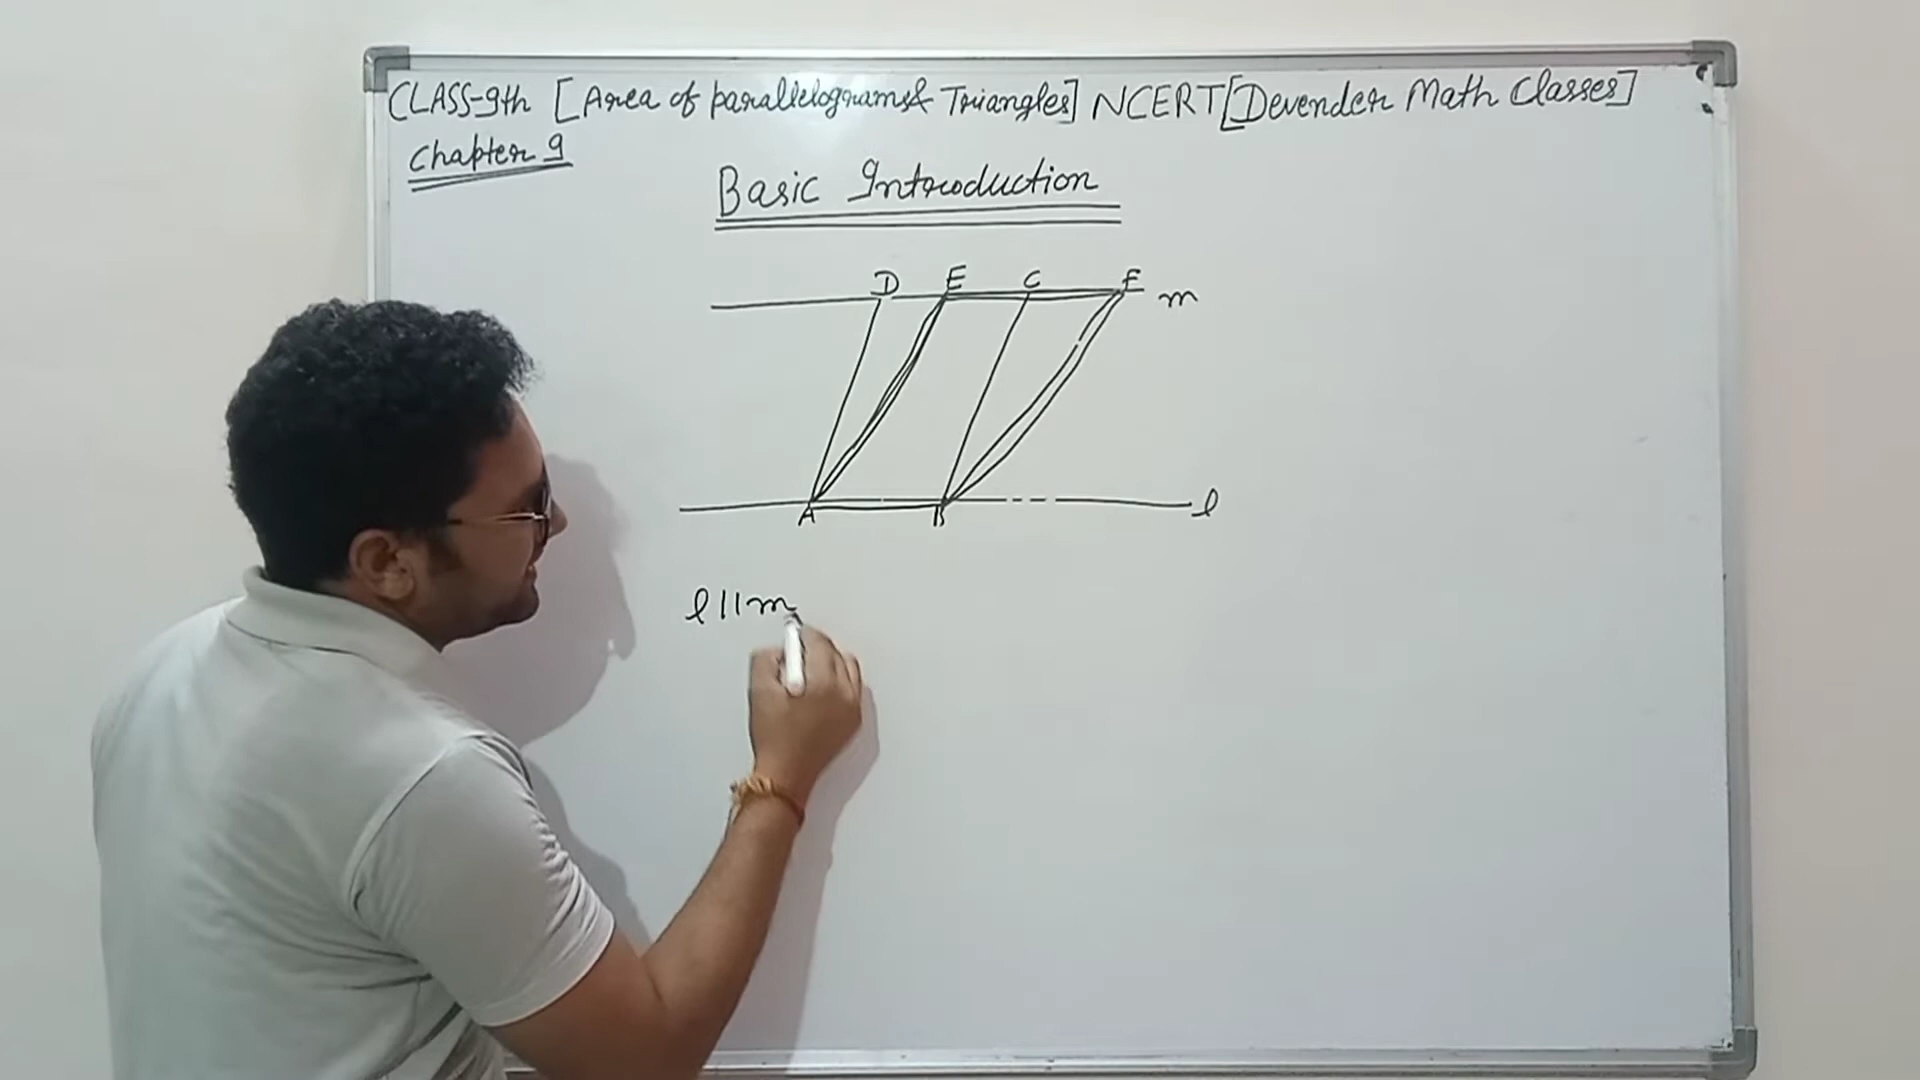 CLASS-9th [Area of parallelograms& Triangles] NCERT[Devender Math Classes]
Chapter 9
Basic Introduction
D E C F m
A B l
l||m